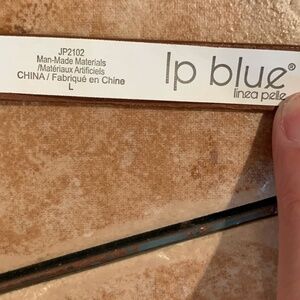 JP2102
Man-Made Materials
/Matériaux Artificiels
CHINA / Fabriqué en Chine
L
lp blue®
linea pelle